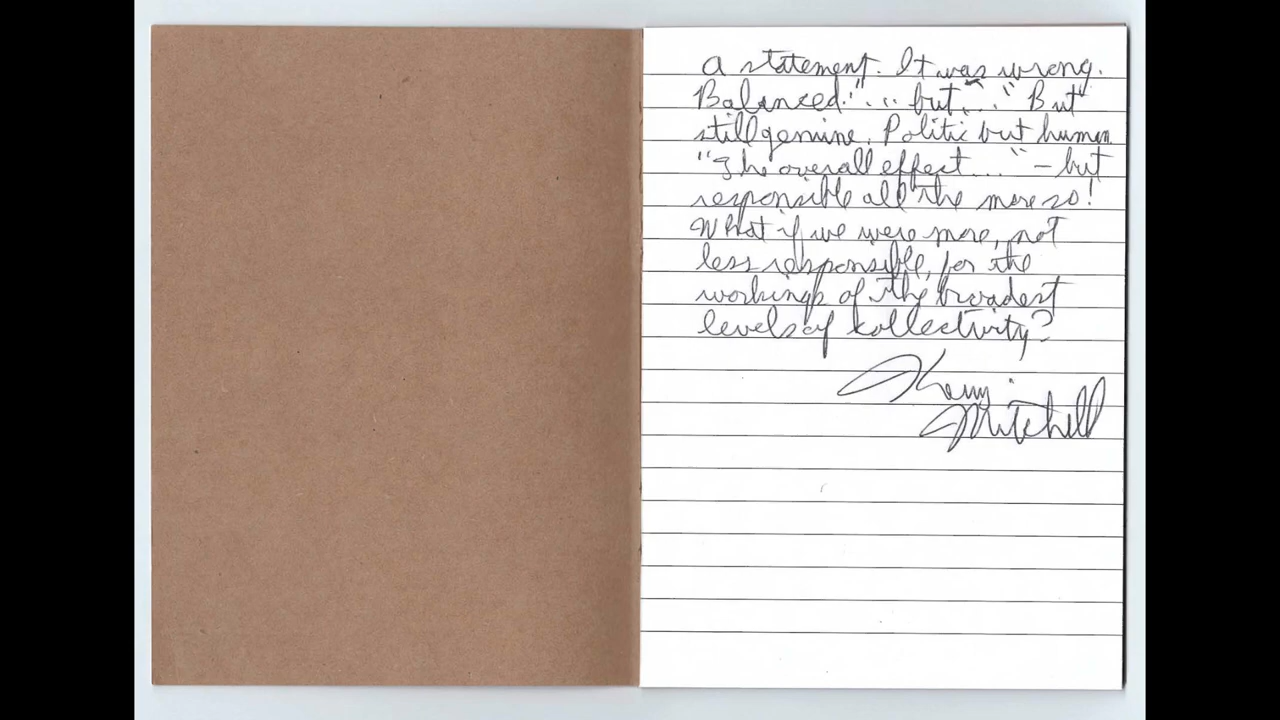 a statement. It was wrong.
Balanced." "... but "..." But
still genuine. Politic but human.
"The overall effect..." – but
responsible all the more so!
What if we were more, not
less responsible, for the
workings of the broadest
levels of collectivity?
Mitchell